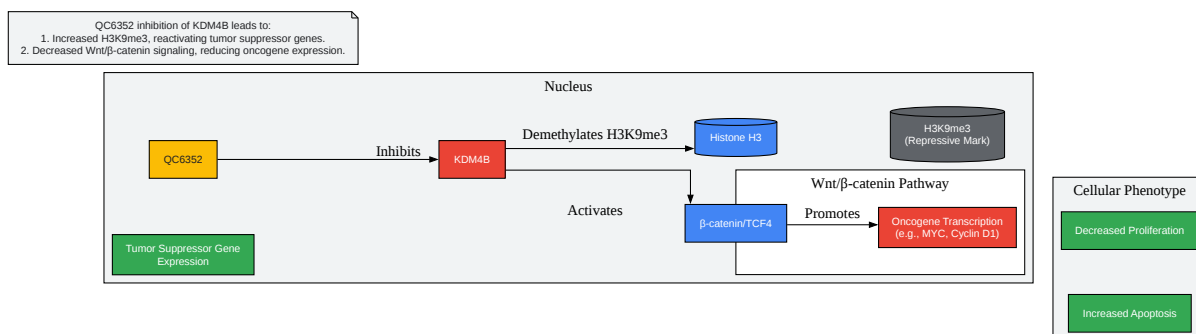 QC6352 inhibition of KDM4B leads to:
1. Increased H3K9me3, reactivating tumor suppressor genes.
2. Decreased Wnt/β-catenin signaling, reducing oncogene expression.
Nucleus
QC6352
Inhibits
KDM4B
Demethylates H3K9me3
Histone H3
H3K9me3
(Repressive Mark)
Activates
Wnt/β-catenin Pathway
β-catenin/TCF4
Promotes
Oncogene Transcription
(e.g., MYC, Cyclin D1)
Tumor Suppressor Gene
Expression
Cellular Phenotype
Decreased Proliferation
Increased Apoptosis